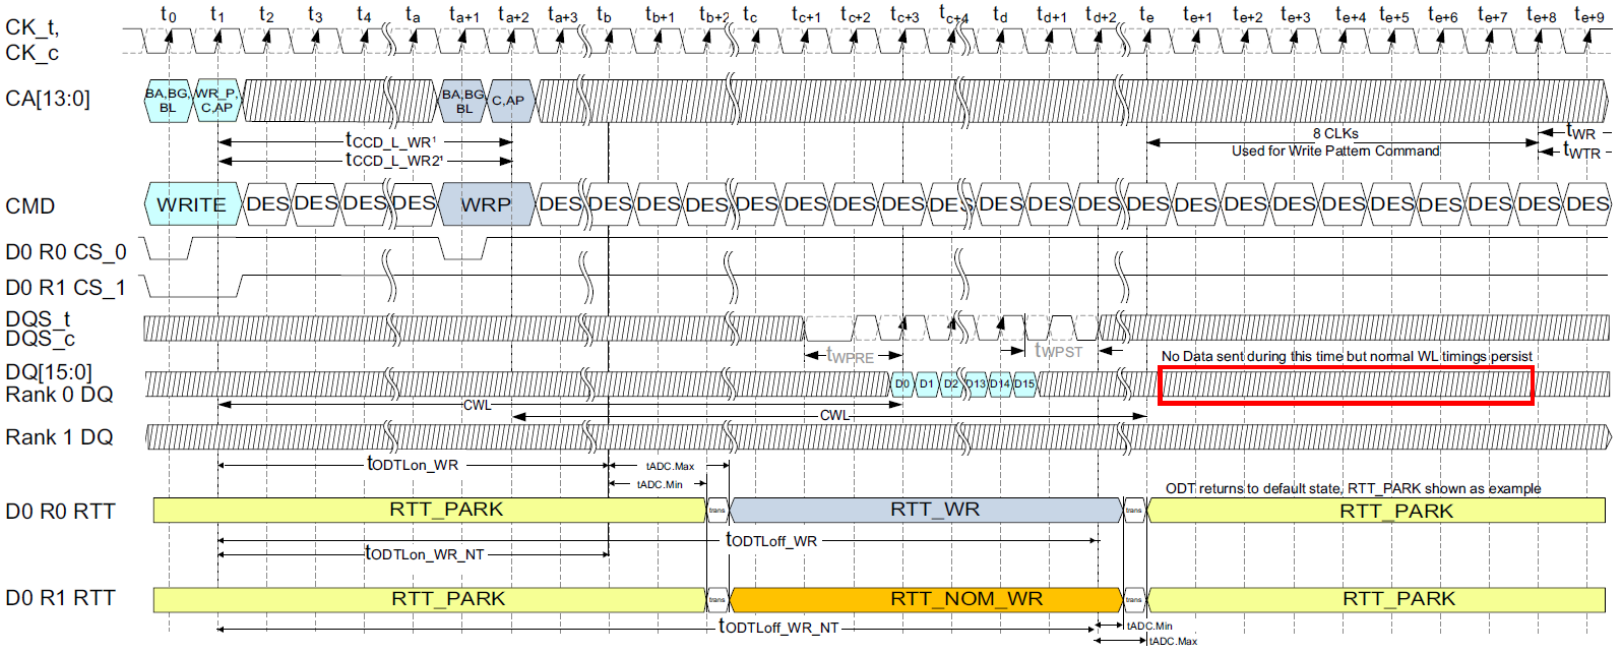 t0 t1 t2 t3 t4 ta ta+1 ta+2 ta+3 tb tb+1 tb+2 tc tc+1 tc+2 tc+3 tc+4 td td+1 td+2 te te+1 te+2 te+3 te+4 te+5 te+6 te+7 te+8 te+9
CK_t,
CK_c
CA[13:0]
BA,BG, BL
WR_P, C,AP
BA,BG, BL
C,AP
tCCD_L_WR¹
tCCD_L_WR2¹
8 CLKs
Used for Write Pattern Command
tWR
tWTR
CMD
WRITE DES DES DES DES WRP DES DES DES DES DES DES DES DES DES DES DES DES DES DES DES DES DES DES DES DES DES DES
D0 R0 CS_0
D0 R1 CS_1
DQS_t
DQS_c
tWPRE
tWPST
No Data sent during this time but normal WL timings persist
DQ[15:0]
Rank 0 DQ
D0 D1 D2 D13 D14 D15
CWL
CWL
Rank 1 DQ
tODTLon_WR
tADC.Max
tADC.Min
ODT returns to default state, RTT_PARK shown as example
D0 R0 RTT
RTT_PARK trans RTT_WR trans RTT_PARK
tODTLoff_WR
tODTLon_WR_NT
D0 R1 RTT
RTT_PARK trans RTT_NOM_WR trans RTT_PARK
tODTLoff_WR_NT
tADC.Min
tADC.Max